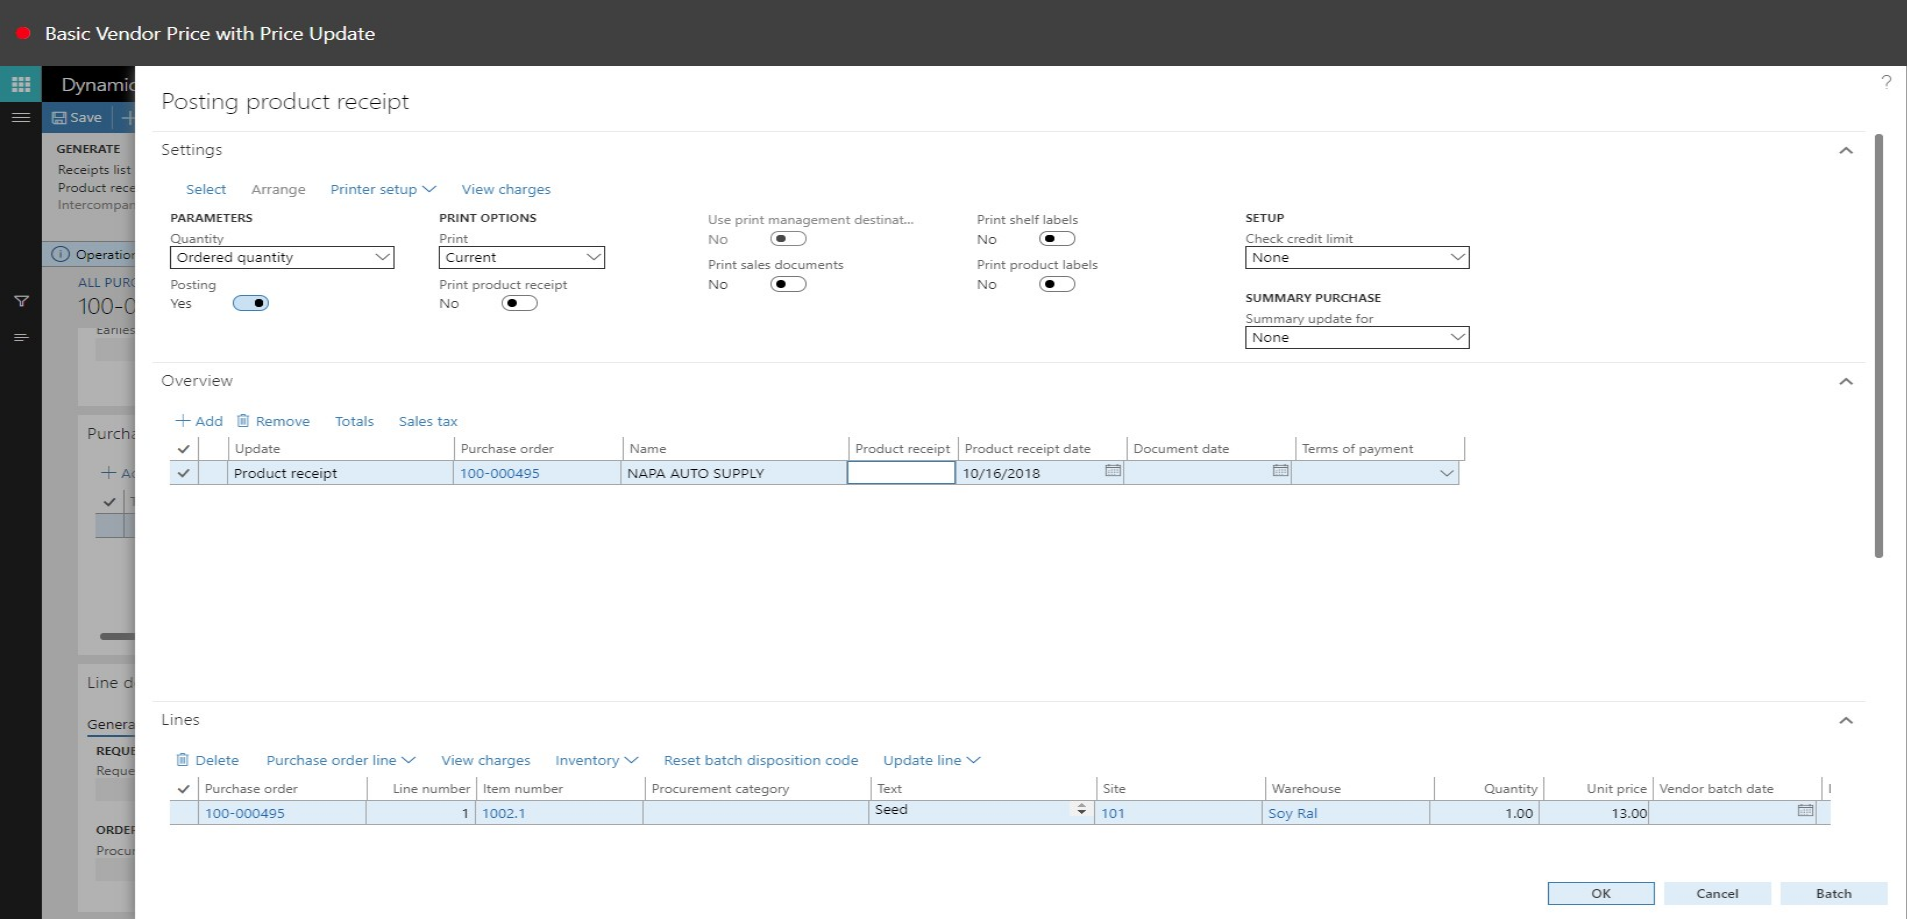 Basic Vendor Price with Price Update
Dynamic
Save
GENERATE
Receipts list
Product rece
Intercompan
Operation
ALL PURC
100-0
Earlies
Purcha
Ac
T
Line d
Genera
REQUE
Reque
ORDER
Procur
?
Posting product receipt
Settings
Select Arrange Printer setup View charges
PARAMETERS
Quantity
Ordered quantity
Posting
Yes
PRINT OPTIONS
Print
Current
Print product receipt
No
Use print management destinat...
No
Print sales documents
No
Print shelf labels
No
Print product labels
No
SETUP
Check credit limit
None
SUMMARY PURCHASE
Summary update for
None
Overview
Add Remove Totals Sales tax
Update Purchase order Name Product receipt Product receipt date Document date Terms of payment
Product receipt 100-000495 NAPA AUTO SUPPLY 10/16/2018
Lines
Delete Purchase order line View charges Inventory Reset batch disposition code Update line
Purchase order Line number Item number Procurement category Text Site Warehouse Quantity Unit price Vendor batch date
100-000495 1 1002.1 Seed 101 Soy Ral 1.00 13.00
OK Cancel Batch